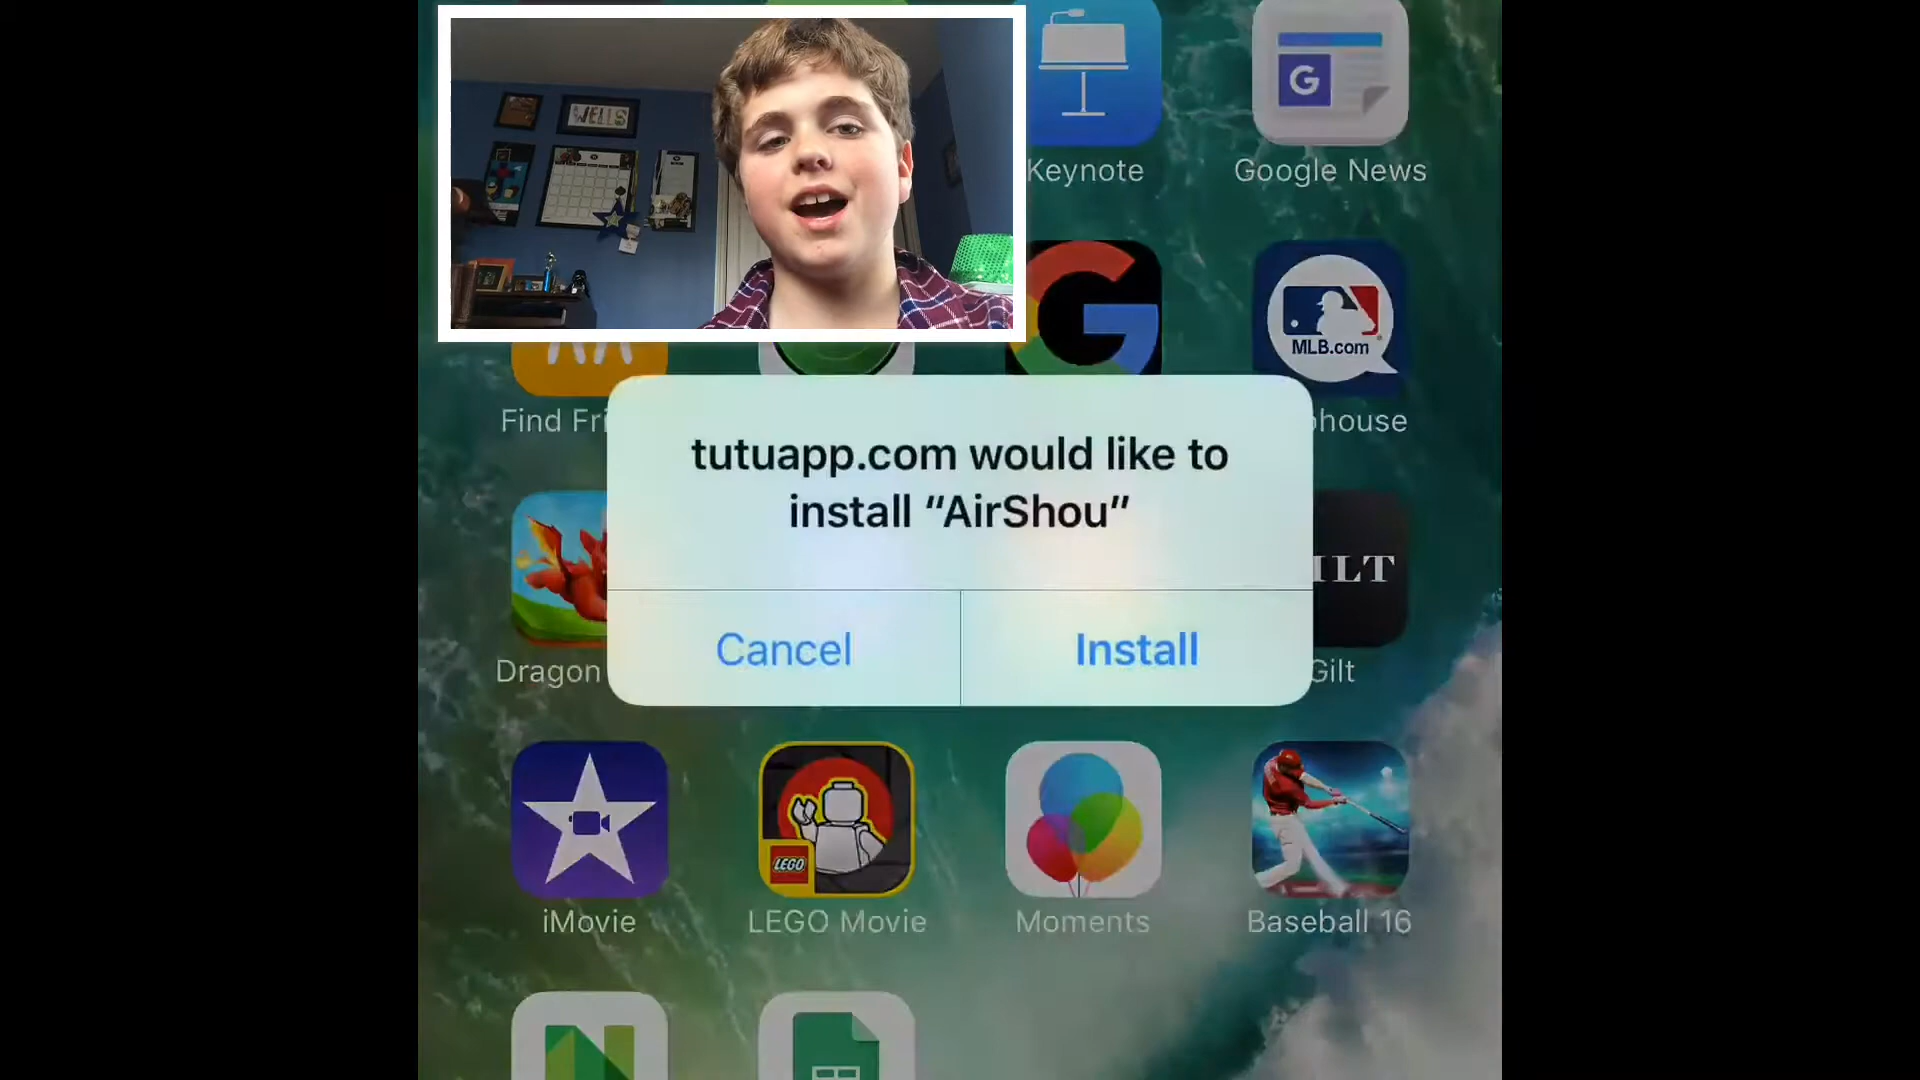 WELLS
Keynote
G
Google News
MLB.com
Find Fri
house
tutuapp.com would like to
install “AirShou”
Cancel
Install
ILT
Dragon
Gilt
LEGO
iMovie
LEGO Movie
Moments
Baseball 16